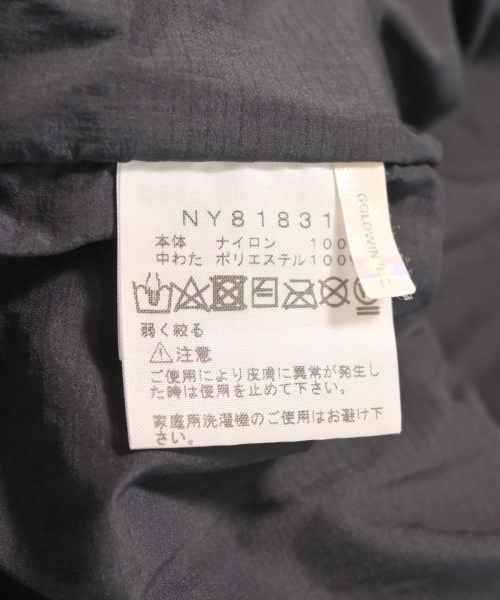 NY81831
本体 ナイロン 100
中わた ポリエステル100
GOLDWIN
弱く絞る
注意
ご使用により皮膚に異常が発生し
た時は使用を止めて下さい。
家庭用洗濯機のご使用はお避け下
さい。